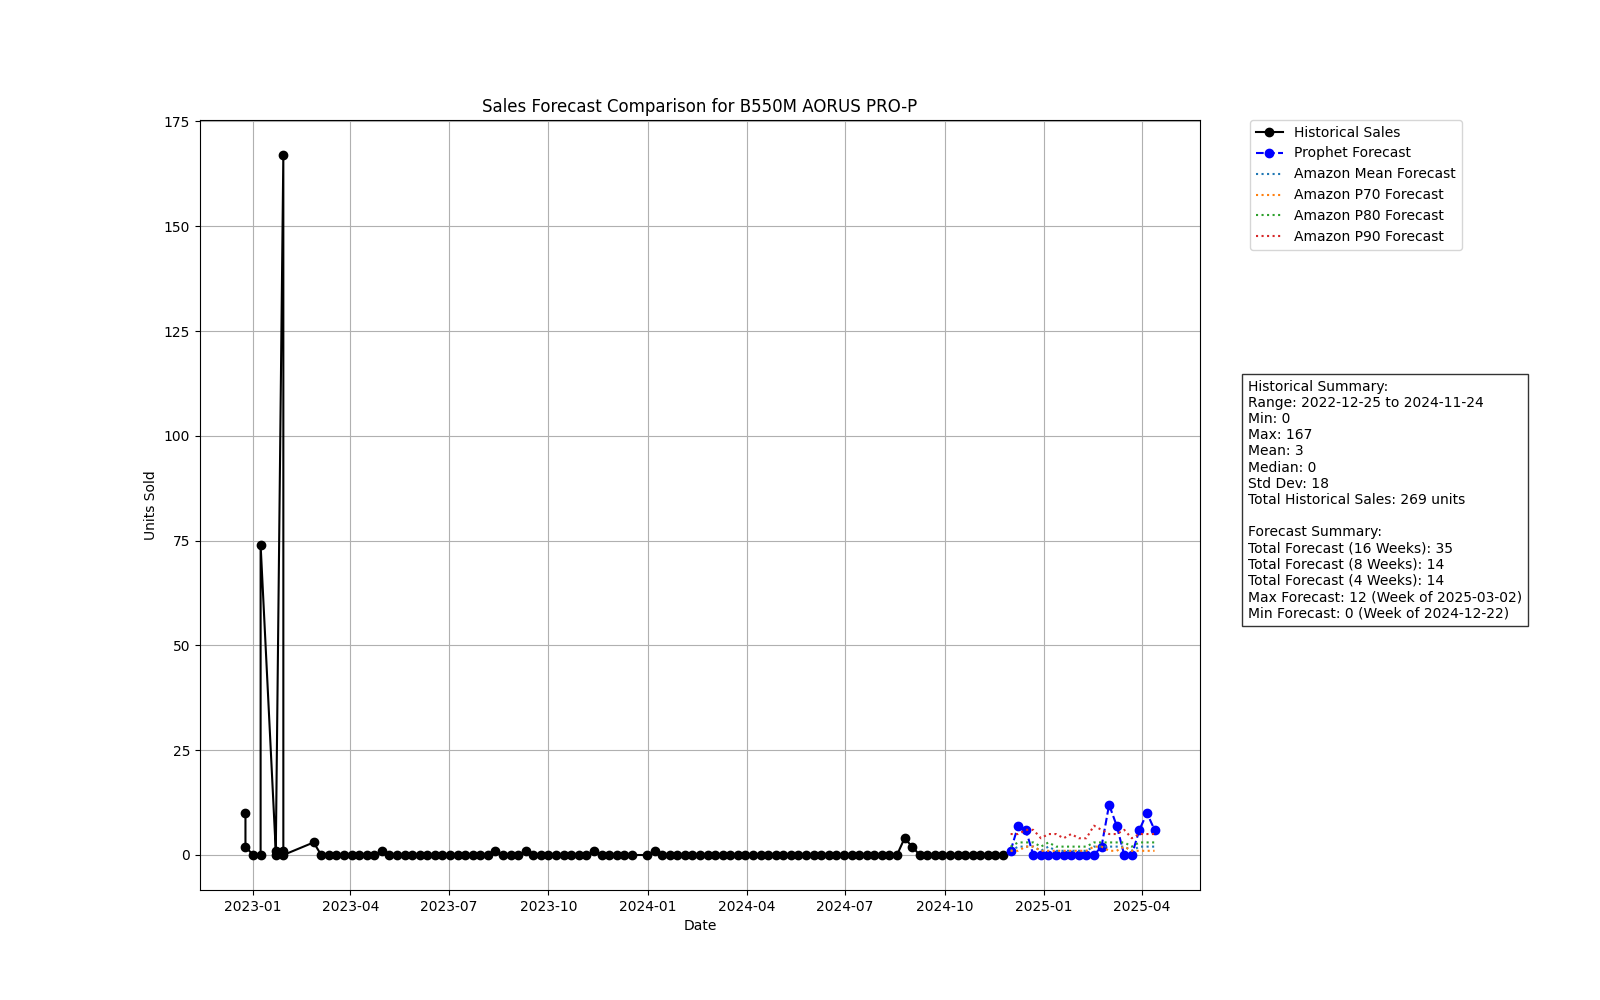 Sales Forecast Comparison for B550M AORUS PRO-P
175
150
125
100
75
50
25
0
Units Sold
2023-01
2023-04
2023-07
2023-10
2024-01
2024-04
2024-07
2024-10
2025-01
2025-04
Date
Historical Sales
Prophet Forecast
Amazon Mean Forecast
Amazon P70 Forecast
Amazon P80 Forecast
Amazon P90 Forecast
Historical Summary:
Range: 2022-12-25 to 2024-11-24
Min: 0
Max: 167
Mean: 3
Median: 0
Std Dev: 18
Total Historical Sales: 269 units
Forecast Summary:
Total Forecast (16 Weeks): 35
Total Forecast (8 Weeks): 14
Total Forecast (4 Weeks): 14
Max Forecast: 12 (Week of 2025-03-02)
Min Forecast: 0 (Week of 2024-12-22)